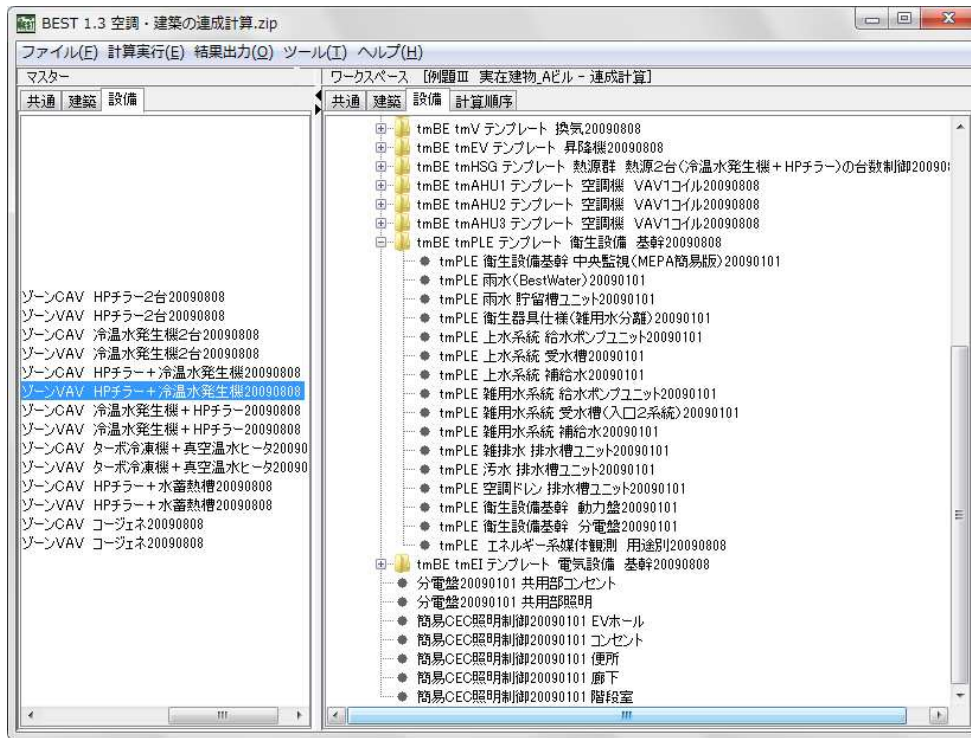 BEST 1.3 空調・建築の連成計算.zip
ファイル(F) 計算実行(E) 結果出力(O) ツール(T) ヘルプ(H)
マスター
共通 建築 設備
ゾーンCAV HPチラー2台20090808
ゾーンVAV HPチラー2台20090808
ゾーンCAV 冷温水発生機2台20090808
ゾーンVAV 冷温水発生機2台20090808
ゾーンCAV HPチラー+冷温水発生機20090808
ゾーンVAV HPチラー+冷温水発生機20090808
ゾーンCAV 冷温水発生機+HPチラー20090808
ゾーンVAV 冷温水発生機+HPチラー20090808
ゾーンCAV ターボ冷凍機+真空温水ヒータ20090
ゾーンVAV ターボ冷凍機+真空温水ヒータ20090
ゾーンCAV HPチラー+水蓄熱槽20090808
ゾーンVAV HPチラー+水蓄熱槽20090808
ゾーンCAV コージェネ20090808
ゾーンVAV コージェネ20090808
ワークスペース [例題Ⅲ 実在建物_Aビル - 連成計算]
共通 建築 設備 計算順序
tmBE tmV テンプレート 換気20090808
tmBE tmEV テンプレート 昇降機20090808
tmBE tmHSG テンプレート 熱源群 熱源2台(冷温水発生機+HPチラー)の台数制御20090
tmBE tmAHU1 テンプレート 空調機 VAV1コイル20090808
tmBE tmAHU2 テンプレート 空調機 VAV1コイル20090808
tmBE tmAHU3 テンプレート 空調機 VAV1コイル20090808
tmBE tmPLE テンプレート 衛生設備 基幹20090808
tmPLE 衛生設備基幹 中央監視(MEPA簡易版)20090101
tmPLE 雨水(BestWater)20090101
tmPLE 雨水 貯留槽ユニット20090101
tmPLE 衛生器具仕様(雑用水分離)20090101
tmPLE 上水系統 給水ポンプユニット20090101
tmPLE 上水系統 受水槽20090101
tmPLE 上水系統 補給水20090101
tmPLE 雑用水系統 給水ポンプユニット20090101
tmPLE 雑用水系統 受水槽(入口2系統)20090101
tmPLE 雑用水系統 補給水20090101
tmPLE 雑排水 排水槽ユニット20090101
tmPLE 汚水 排水槽ユニット20090101
tmPLE 空調ドレン 排水槽ユニット20090101
tmPLE 衛生設備基幹 動力盤20090101
tmPLE 衛生設備基幹 分電盤20090101
tmPLE エネルギー系媒体観測 用途別20090808
tmBE tmEI テンプレート 電気設備 基幹20090808
分電盤20090101 共用部コンセント
分電盤20090101 共用部照明
簡易CEC照明制御20090101 EVホール
簡易CEC照明制御20090101 コンセント
簡易CEC照明制御20090101 便所
簡易CEC照明制御20090101 廊下
簡易CEC照明制御20090101 階段室